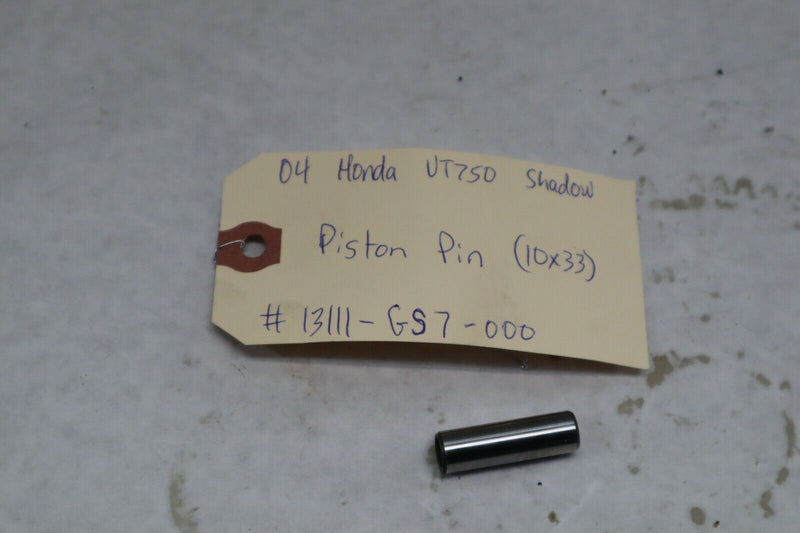 04 Honda VT750 Shadow
Piston Pin (10x33)
# 13111-GS7-000